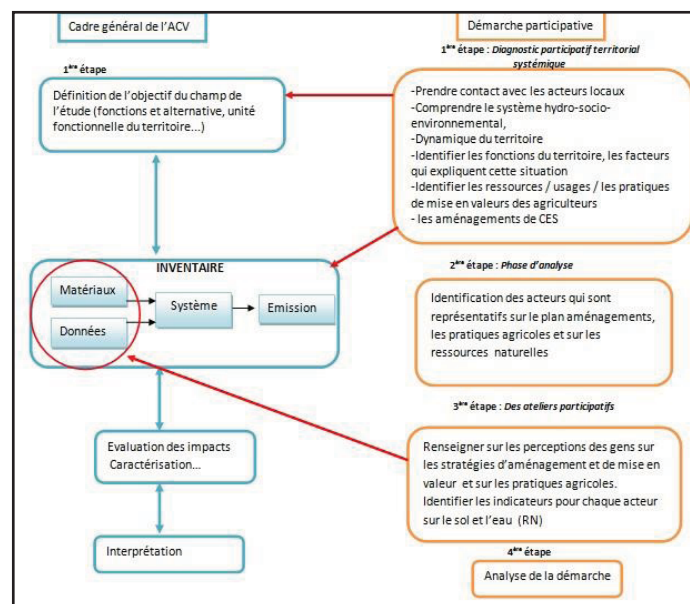 Cadre général de l'ACV
1ère étape
Définition de l'objectif du champ de
l'étude (fonctions et alternative, unité
fonctionnelle du territoire...)
INVENTAIRE
Matériaux
Données
Système
Emission
Evaluation des impacts
Caractérisation...
Interprétation
Démarche participative
1ère étape : Diagnostic participatif territorial
systémique
-Prendre contact avec les acteurs locaux
-Comprendre le système hydro-socio-
environnemental,
-Dynamique du territoire
-Identifier les fonctions du territoire, les facteurs
qui expliquent cette situation
-Identifier les ressources / usages / les pratiques
de mise en valeurs des agriculteurs
- les aménagements de CES
2ère étape : Phase d'analyse
Identification des acteurs qui sont
représentatifs sur le plan aménagements,
les pratiques agricoles et sur les
ressources naturelles
3ère étape : Des ateliers participatifs
Renseigner sur les perceptions des gens sur
les stratégies d'aménagement et de mise en
valeur et sur les pratiques agricoles.
Identifier les indicateurs pour chaque acteur
sur le sol et l'eau (RN)
4ère étape
Analyse de la démarche